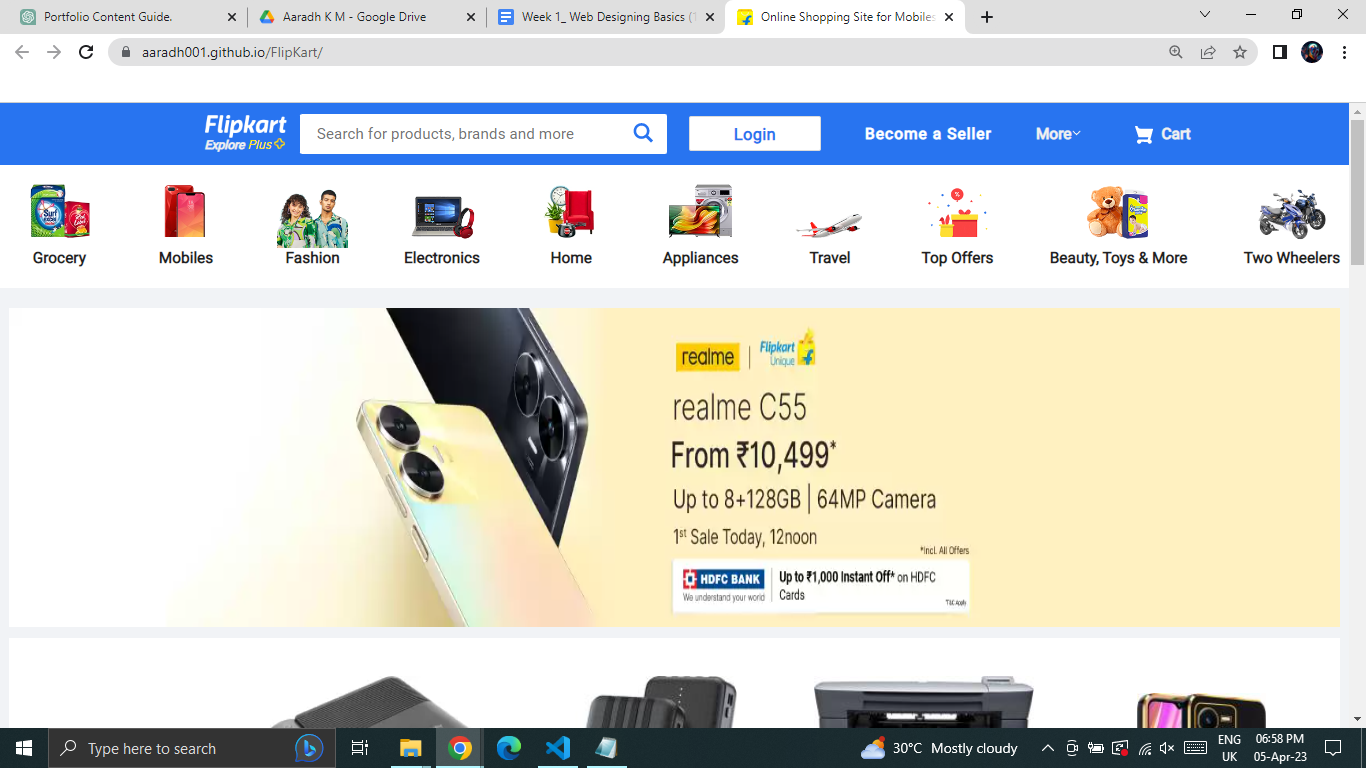 Portfolio Content Guide.
Aaradh K M - Google Drive
Week 1_ Web Designing Basics (1
Online Shopping Site for Mobiles
aaradh001.github.io/FlipKart/
Flipkart
Explore Plus
Search for products, brands and more
Login
Become a Seller
More
Cart
Surf excel
Grocery
Mobiles
Fashion
Electronics
Home
Appliances
Travel
Top Offers
Beauty, Toys & More
Two Wheelers
realme
Flipkart
Unique
realme C55
From ₹10,499*
Up to 8+128GB | 64MP Camera
1st Sale Today, 12noon
*Incl. All Offers
HDFC BANK
We understand your world
Up to ₹1,000 Instant Off* on HDFC
Cards
T&C Apply
Type here to search
30°C Mostly cloudy
ENG
UK
06:58 PM
05-Apr-23